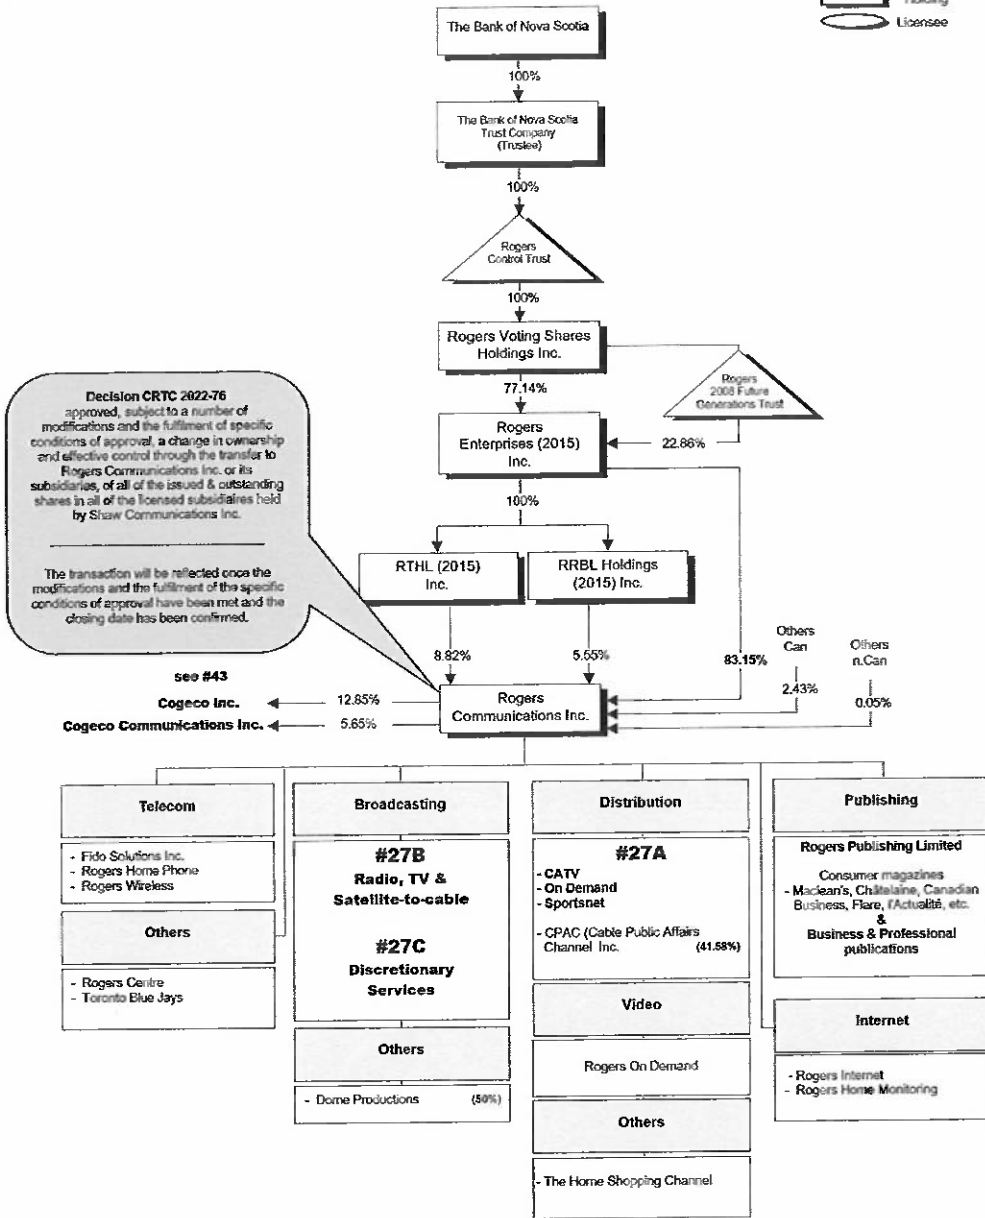 Holding
Licensee
The Bank of Nova Scotia
100%
The Bank of Nova Scotia
Trust Company
(Trustee)
100%
Rogers
Control Trust
100%
Rogers Voting Shares
Holdings Inc.
77.14%
Rogers
2008 Future
Generations Trust
Rogers
Enterprises (2015)
Inc.
22.86%
100%
Decision CRTC 2022-76
approved, subject to a number of
modifications and the fulfilment of specific
conditions of approval, a change in ownership
and effective control through the transfer to
Rogers Communications Inc. or its
subsidiaries, of all of the issued & outstanding
shares in all of the licensed subsidiaires held
by Shaw Communications Inc.
The transaction will be reflected once the
modifications and the fulfilment of the specific
conditions of approval have been met and the
closing date has been confirmed.
RTHL (2015)
Inc.
RRBL Holdings
(2015) Inc.
8.82%
5.55%
83.15%
Others
Can
2.43%
Others
n.Can
0.05%
see #43
Cogeco Inc.
12.85%
Cogeco Communications Inc.
5.65%
Rogers
Communications Inc.
Telecom
- Fido Solutions Inc.
- Rogers Home Phone
- Rogers Wireless
Others
- Rogers Centre
- Toronto Blue Jays
Broadcasting
#27B
Radio, TV &
Satellite-to-cable
#27C
Discretionary
Services
Others
- Dome Productions (50%)
Distribution
#27A
- CATV
- On Demand
- Sportsnet
- CPAC (Cable Public Affairs
Channel Inc. (41.58%)
Video
Rogers On Demand
Others
- The Home Shopping Channel
Publishing
Rogers Publishing Limited
Consumer magazines
- Maclean's, Châtelaine, Canadian
Business, Flare, l'Actualité, etc.
&
Business & Professional
publications
Internet
- Rogers Internet
- Rogers Home Monitoring